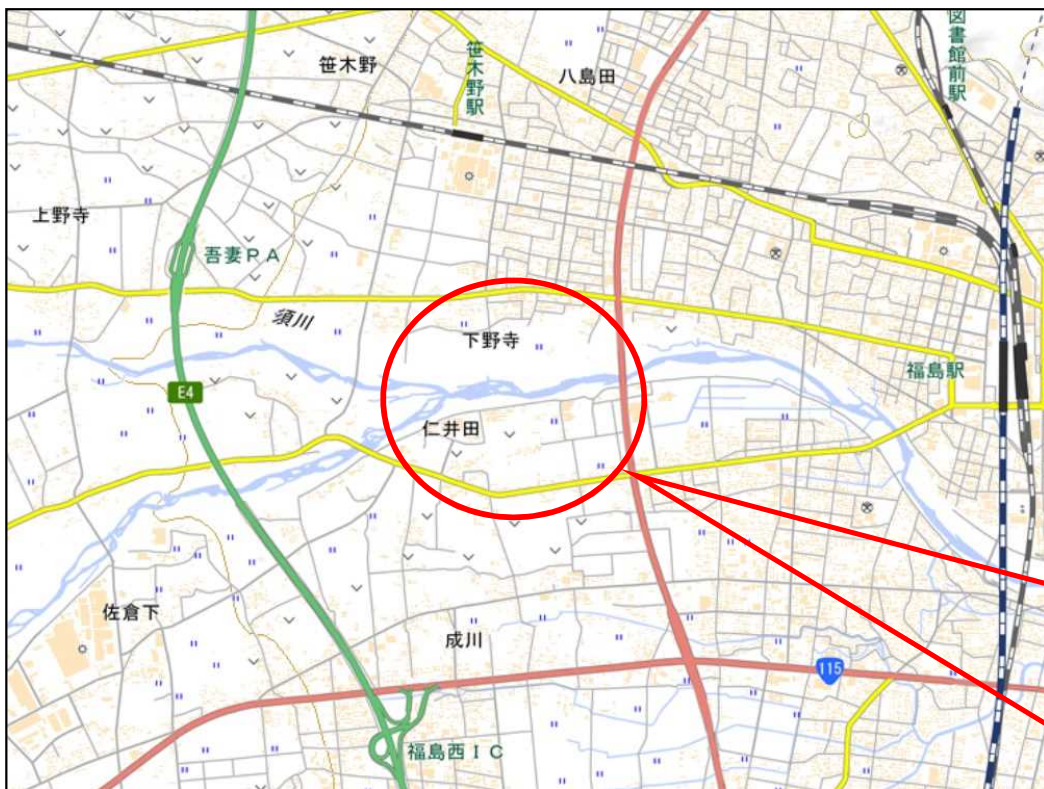 笹木野
笹木野駅
八島田
図書館前駅
上野寺
吾妻PA
須川
下野寺
福島駅
E4
仁井田
佐倉下
成川
115
福島西IC